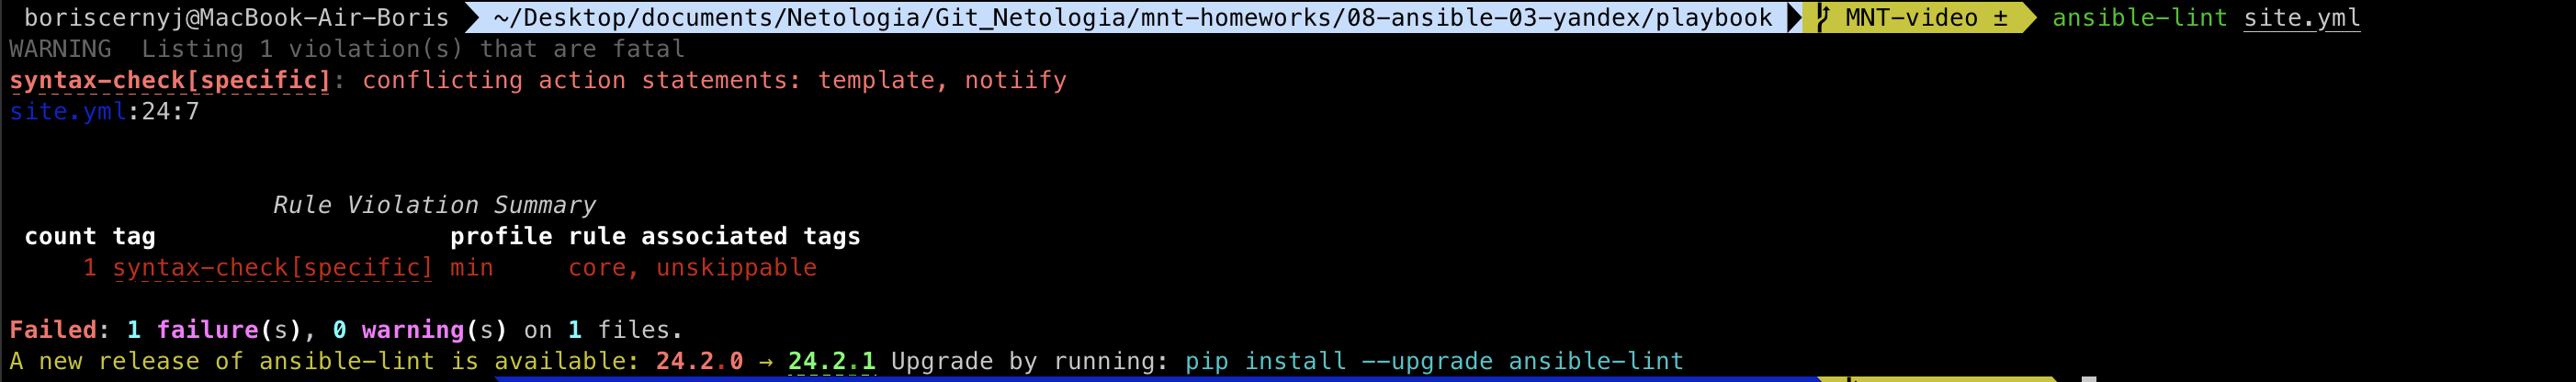 boriscernyj@MacBook-Air-Boris ~/Desktop/documents/Netologia/Git_Netologia/mnt-homeworks/08-ansible-03-yandex/playbook MNT-video ± ansible-lint site.yml
WARNING  Listing 1 violation(s) that are fatal
syntax-check[specific]: conflicting action statements: template, notiify
site.yml:24:7
Rule Violation Summary
count tag profile rule associated tags
1 syntax-check[specific] min core, unskippable
Failed: 1 failure(s), 0 warning(s) on 1 files.
A new release of ansible-lint is available: 24.2.0 → 24.2.1 Upgrade by running: pip install --upgrade ansible-lint